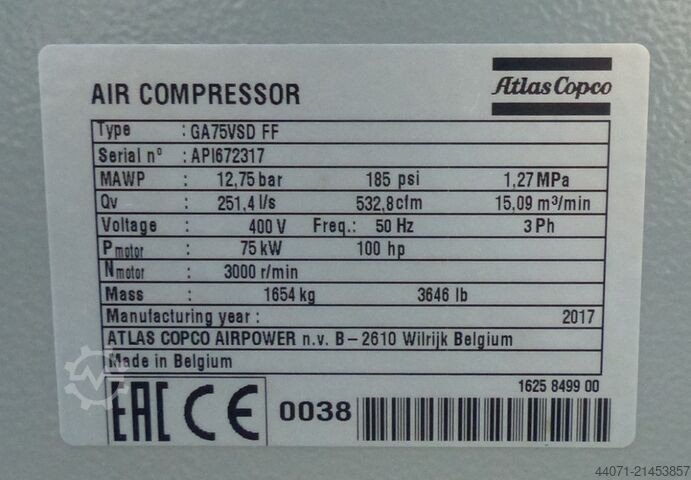 AIR COMPRESSOR
Atlas Copco
Type : GA75VSD FF
Serial nº : API672317
MAWP : 12,75 bar 185 psi 1,27 MPa
Qv : 251,4 l/s 532,8 cfm 15,09 m³/min
Voltage : 400 V Freq.: 50 Hz 3 Ph
Pmotor : 75 kW 100 hp
Nmotor : 3000 r/min
Mass : 1654 kg 3646 lb
Manufacturing year : 2017
ATLAS COPCO AIRPOWER n.v. B-2610 Wilrijk Belgium
Made in Belgium
1625 8499 00
EAC CE 0038
44071-21453857